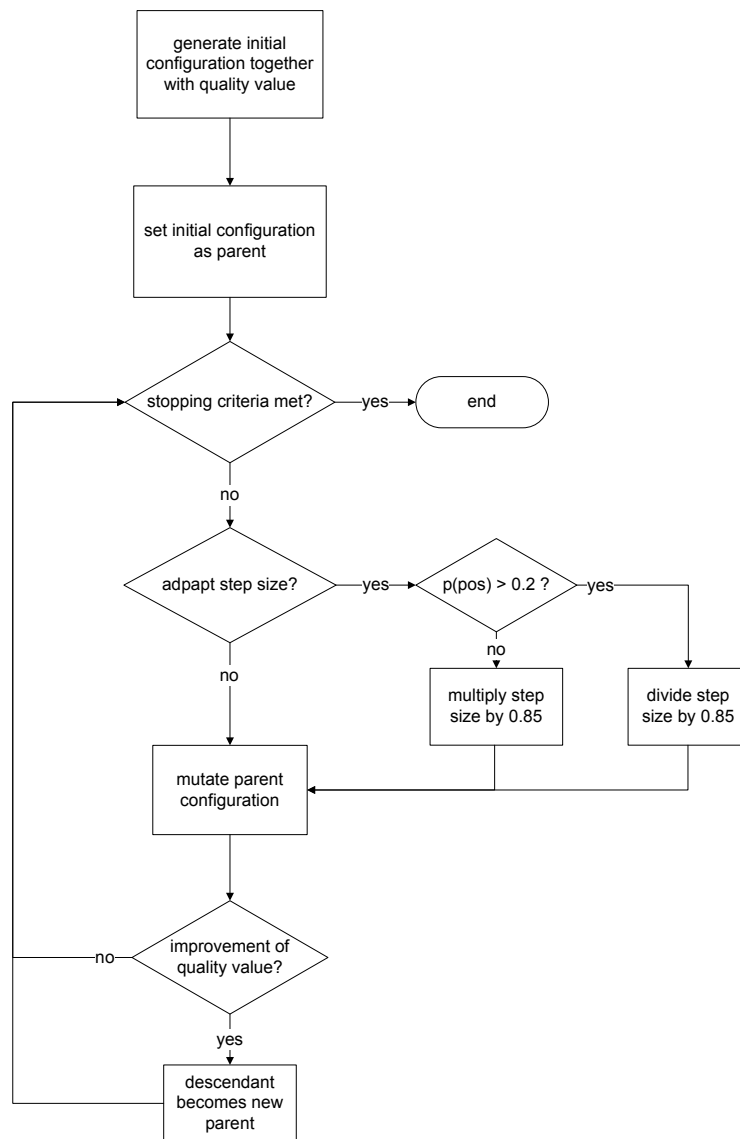 generate initial
configuration together
with quality value
set initial configuration
as parent
stopping criteria met?
yes
end
no
adpapt step size?
yes
p(pos) > 0.2 ?
yes
no
no
multiply step
size by 0.85
divide step
size by 0.85
mutate parent
configuration
improvement of
quality value?
no
yes
descendant
becomes new
parent